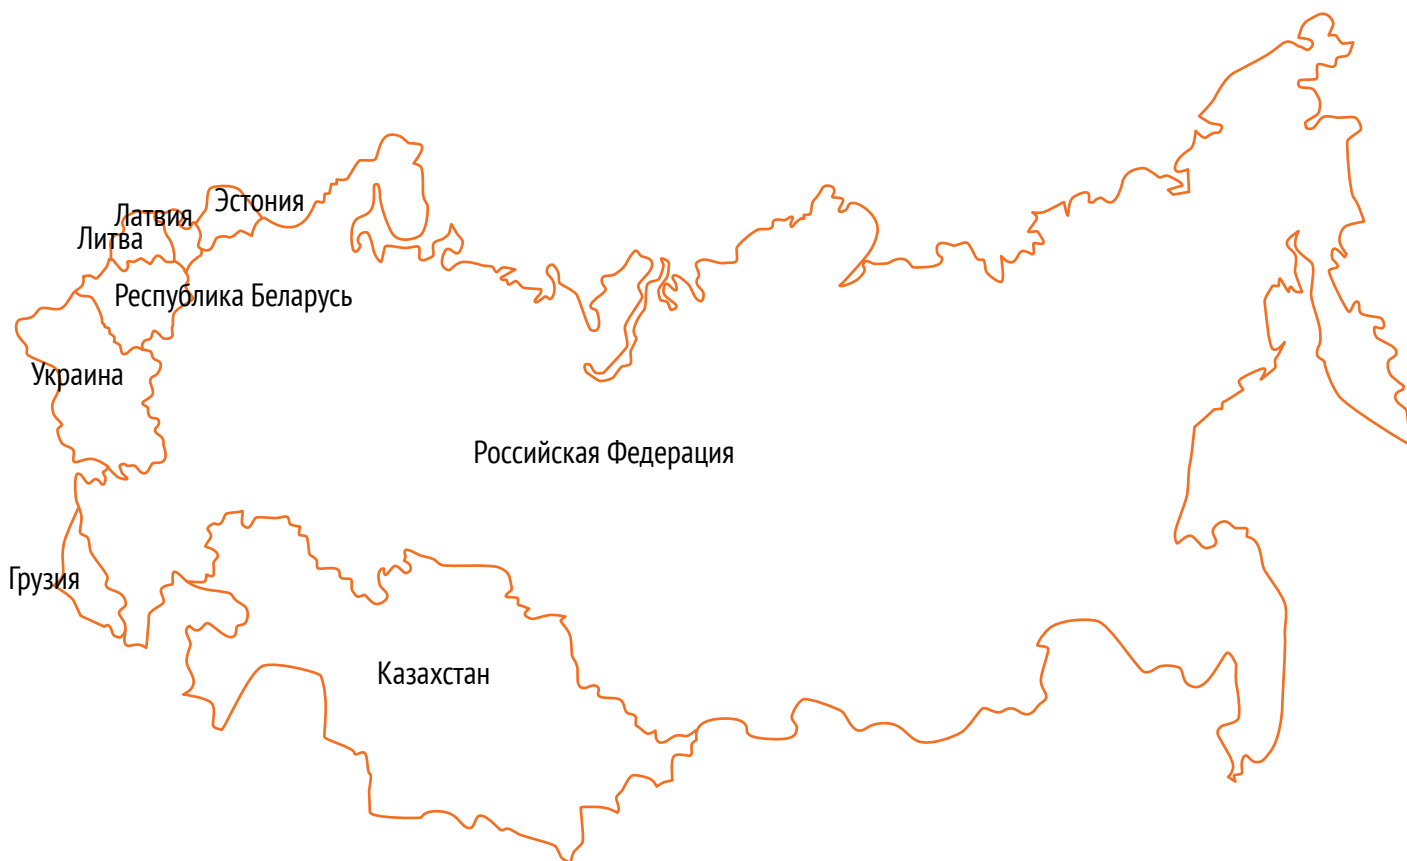 Эстония
Латвия
Литва
Республика Беларусь
Украина
Российская Федерация
Грузия
Казахстан